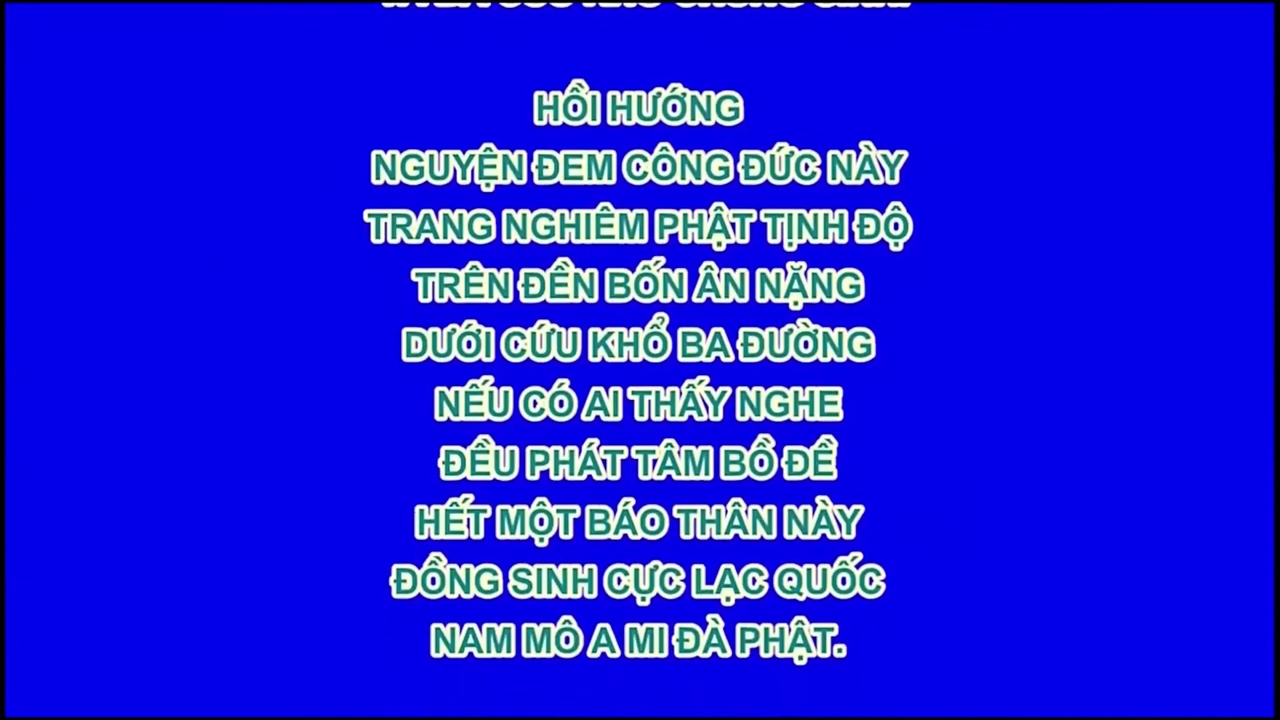 HỒI HƯỚNG
NGUYỆN ĐEM CÔNG ĐỨC NÀY
TRANG NGHIÊM PHẬT TỊNH ĐỘ
TRÊN ĐỀN BỐN ÂN NẶNG
DƯỚI CỨU KHỔ BA ĐƯỜNG
NẾU CÓ AI THẤY NGHE
ĐỀU PHÁT TÂM BỒ ĐỀ
HẾT MỘT BÁO THÂN NÀY
ĐỒNG SINH CỰC LẠC QUỐC
NAM MÔ A MI ĐÀ PHẬT.